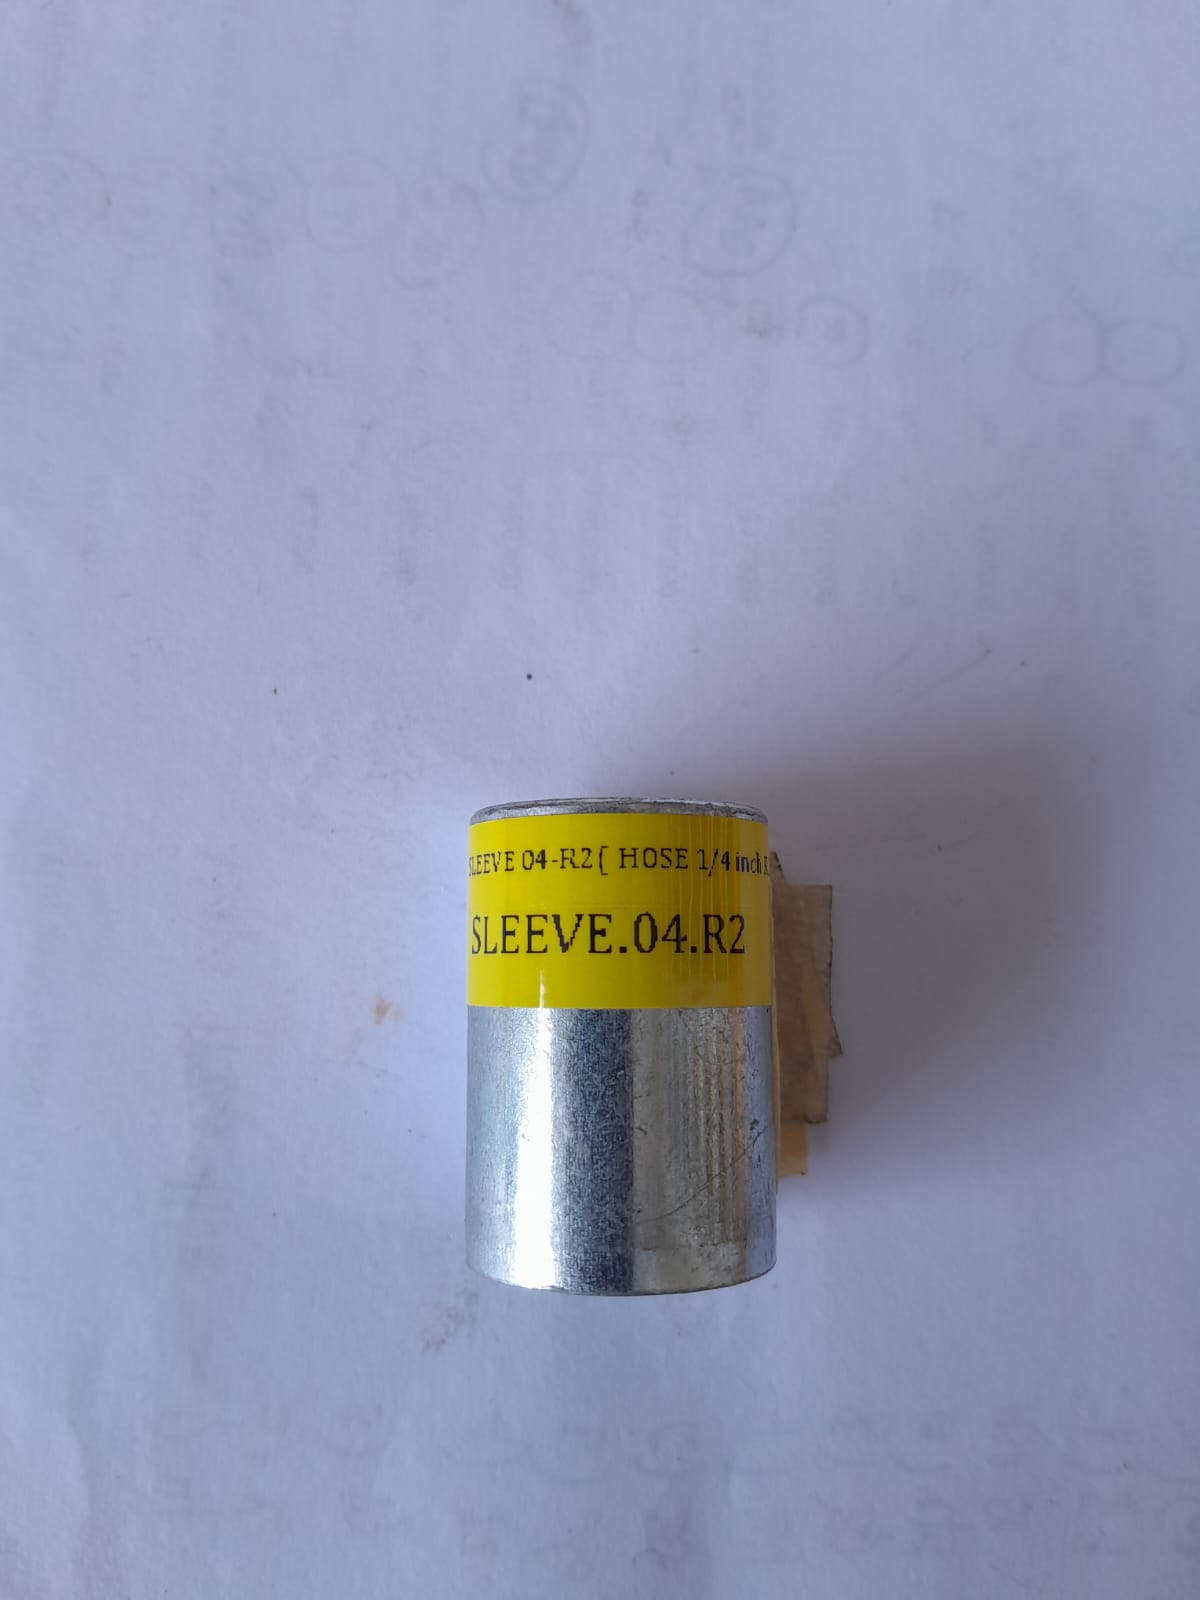 SLEEVE 04-R2( HOSE 1/4 inch
SLEEVE.04.R2